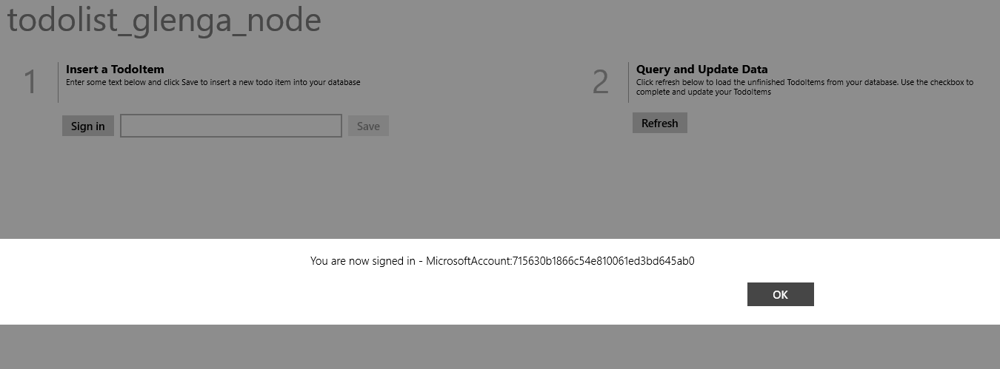 todolist_glenga_node
1
Insert a TodoItem
Enter some text below and click Save to insert a new todo item into your database
Sign in
Save
2
Query and Update Data
Click refresh below to load the unfinished TodoItems from your database. Use the checkbox to
complete and update your TodoItems
Refresh
You are now signed in - MicrosoftAccount:715630b1866c54e810061ed3bd645ab0
OK